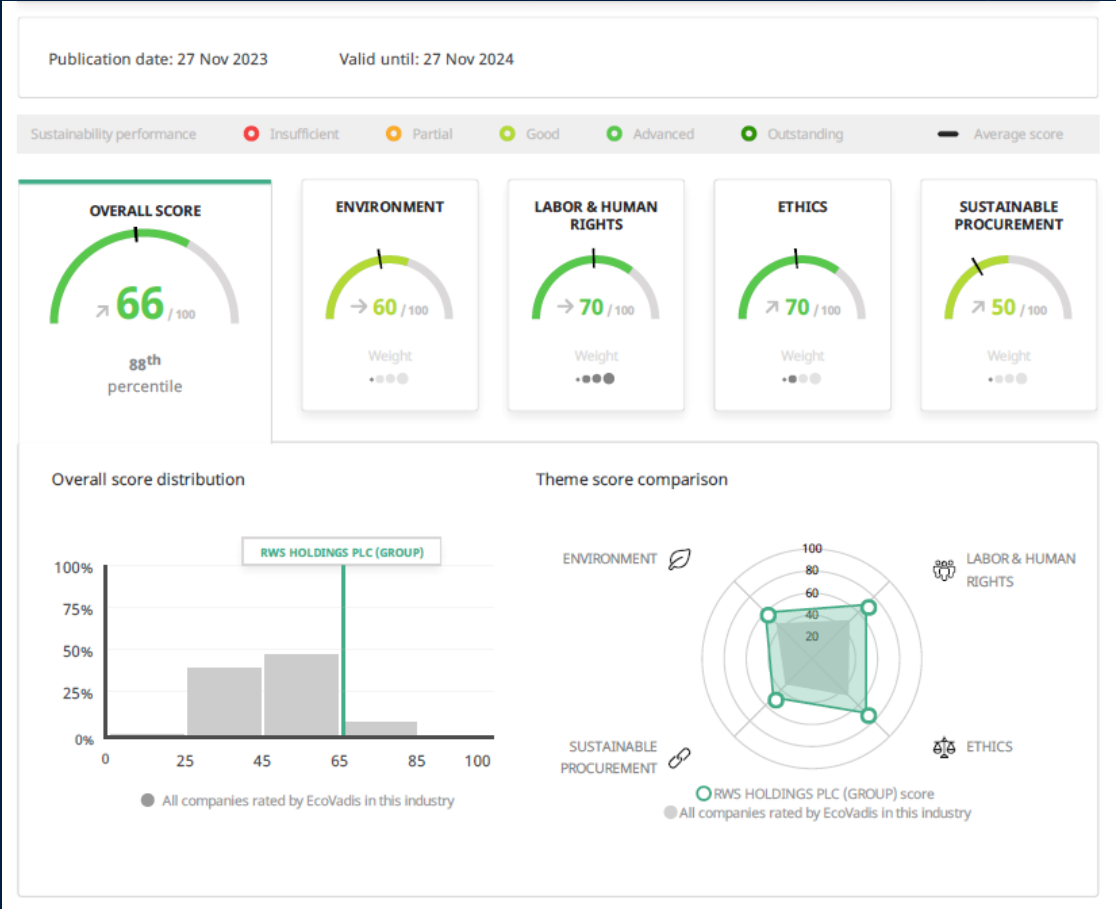 Publication date: 27 Nov 2023 Valid until: 27 Nov 2024
Sustainability performance Insufficient Partial Good Advanced Outstanding Average score
OVERALL SCORE
66 / 100
88th
percentile
ENVIRONMENT
60 / 100
Weight
LABOR & HUMAN
RIGHTS
70 / 100
Weight
ETHICS
70 / 100
Weight
SUSTAINABLE
PROCUREMENT
50 / 100
Weight
Overall score distribution
RWS HOLDINGS PLC (GROUP)
100%
75%
50%
25%
0%
0 25 45 65 85 100
All companies rated by EcoVadis in this industry
Theme score comparison
ENVIRONMENT
LABOR & HUMAN
RIGHTS
100
80
60
40
20
SUSTAINABLE
PROCUREMENT
ETHICS
RWS HOLDINGS PLC (GROUP) score
All companies rated by EcoVadis in this industry